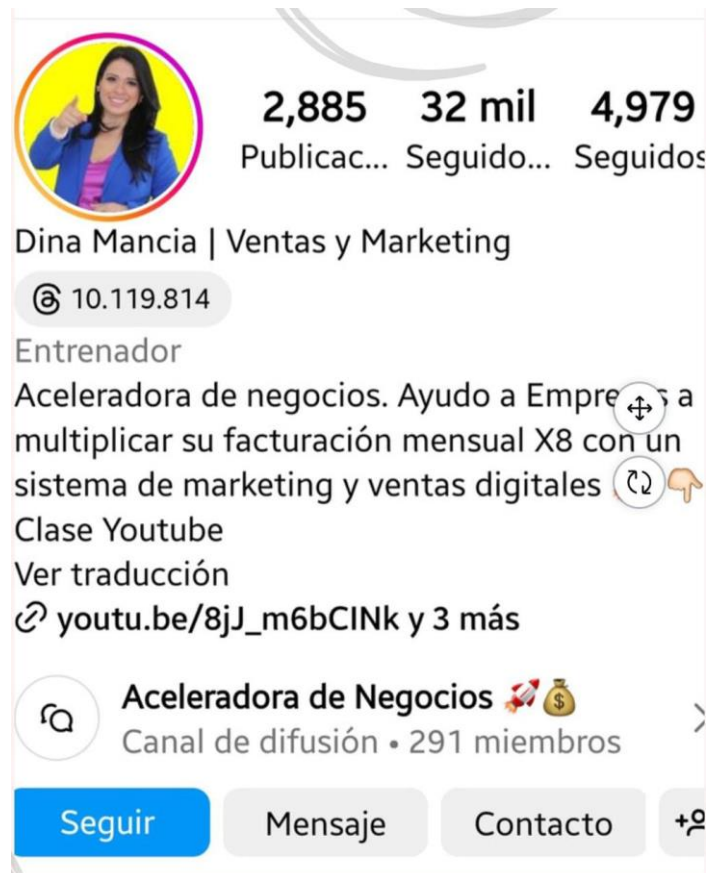 2,885 32 mil 4,979
Publicac... Seguido... Seguidos
Dina Mancia | Ventas y Marketing
10.119.814
Entrenador
Aceleradora de negocios. Ayudo a a
multiplicar su facturación mensual X8 con un
sistema de marketing y ventas digitales
Clase Youtube
Ver traducción
youtu.be/8jJ_m6bCINk y 3 más
Aceleradora de Negocios
Canal de difusión • 291 miembros
Seguir Mensaje Contacto